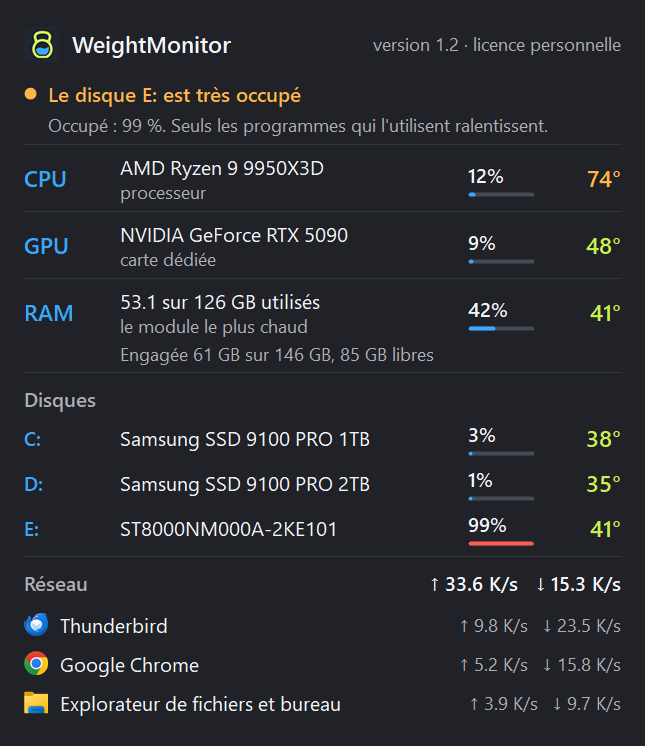 WeightMonitor version 1.2 · licence personnelle
Le disque E: est très occupé
Occupé : 99 %. Seuls les programmes qui l'utilisent ralentissent.
CPU AMD Ryzen 9 9950X3D 12% 74°
processeur
GPU NVIDIA GeForce RTX 5090 9% 48°
carte dédiée
RAM 53.1 sur 126 GB utilisés 42% 41°
le module le plus chaud
Engagée 61 GB sur 146 GB, 85 GB libres
Disques
C: Samsung SSD 9100 PRO 1TB 3% 38°
D: Samsung SSD 9100 PRO 2TB 1% 35°
E: ST8000NM000A-2KE101 99% 41°
Réseau ↑ 33.6 K/s ↓ 15.3 K/s
Thunderbird ↑ 9.8 K/s ↓ 23.5 K/s
Google Chrome ↑ 5.2 K/s ↓ 15.8 K/s
Explorateur de fichiers et bureau ↑ 3.9 K/s ↓ 9.7 K/s